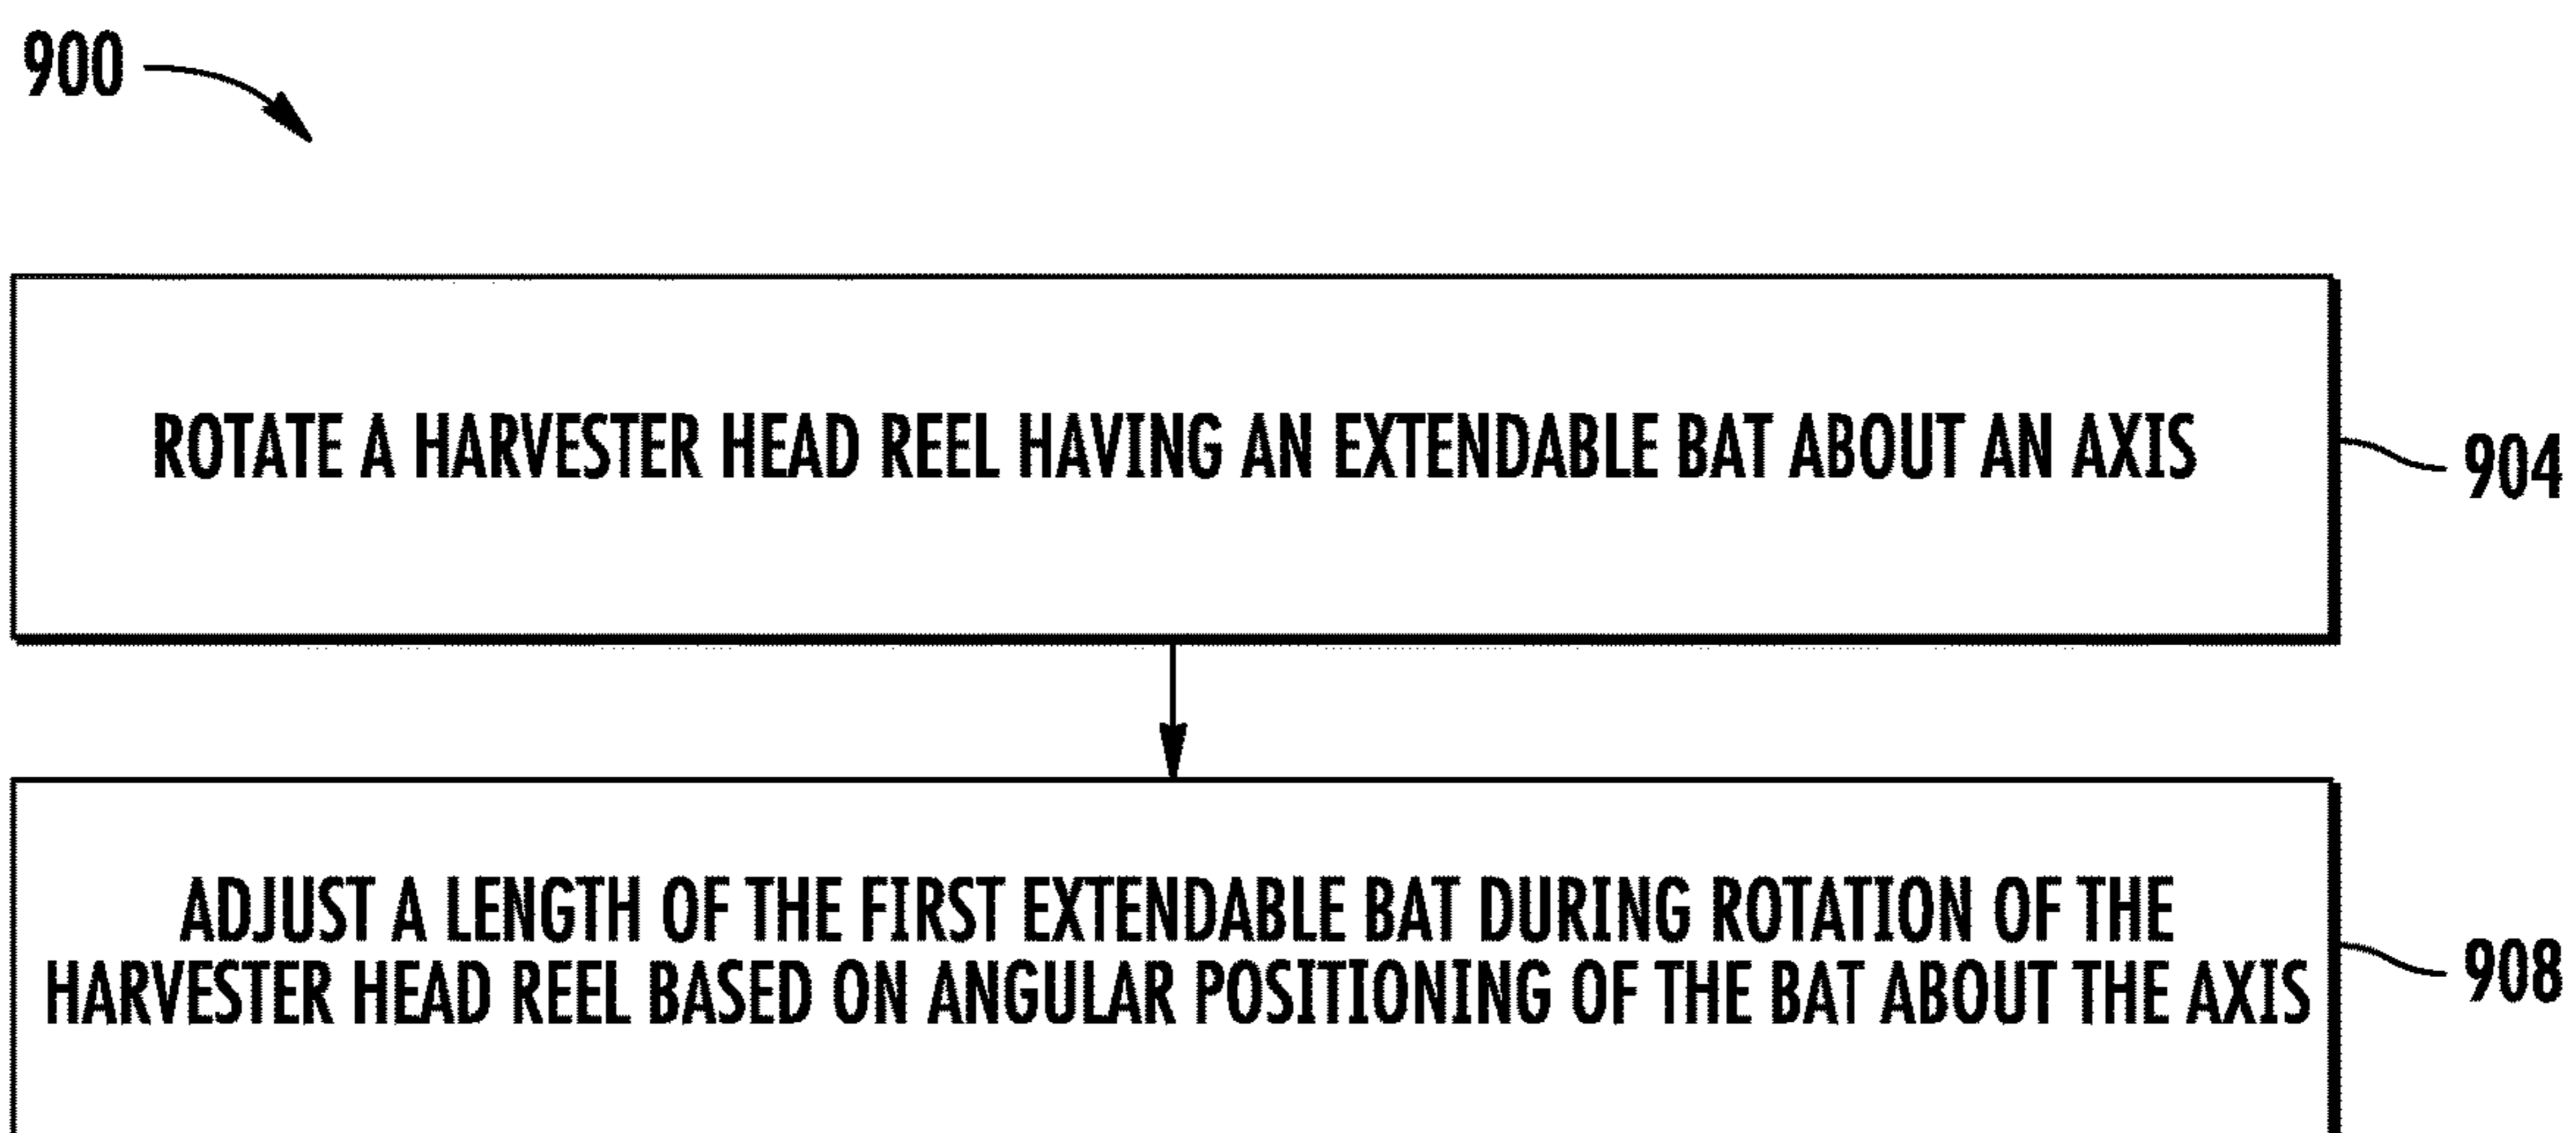 900
ROTATE A HARVESTER HEAD REEL HAVING AN EXTENDABLE BAT ABOUT AN AXIS
904
ADJUST A LENGTH OF THE FIRST EXTENDABLE BAT DURING ROTATION OF THE
HARVESTER HEAD REEL BASED ON ANGULAR POSITIONING OF THE BAT ABOUT THE AXIS
908